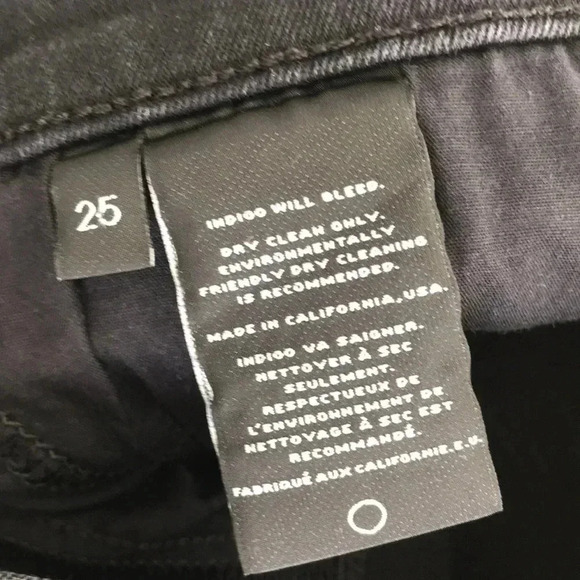 25
INDIGO WILL BLEED.
DRY CLEAN ONLY.
ENVIRONMENTALLY
FRIENDLY DRY CLEANING
IS RECOMMENDED.
MADE IN CALIFORNIA, USA.
INDIGO VA SAIGNER.
NETTOYER À SEC
SEULEMENT.
RESPECTUEUX DE
L'ENVIRONNEMENT DE
NETTOYAGE À SEC EST
RECOMMANDÉ.
FABRIQUÉ AUX CALIFORNIE.E.U.